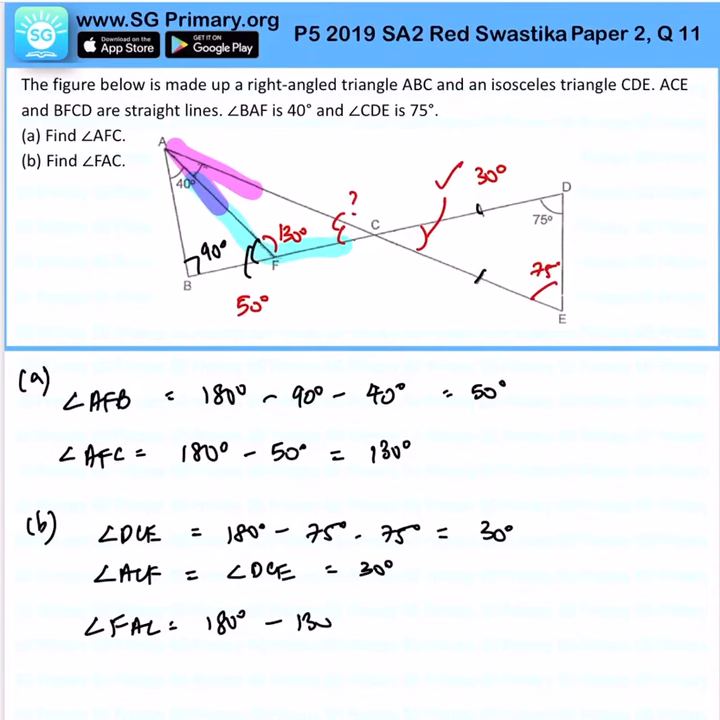 SG
www.SG Primary.org
Download on the App Store
GET IT ON Google Play
P5 2019 SA2 Red Swastika Paper 2, Q 11
The figure below is made up a right-angled triangle ABC and an isosceles triangle CDE. ACE
and BFCD are straight lines. ∠BAF is 40° and ∠CDE is 75°.
(a) Find ∠AFC.
(b) Find ∠FAC.
A
40°
90°
B
50°
F
130°
?
C
30°
D
75°
75°
E
(a)
∠AFB = 180° - 90° - 40° = 50°
∠AFC = 180° - 50° = 130°
(b)
∠DCE = 180° - 75° - 75° = 30°
∠ACF = ∠DCE = 30°
∠FAC = 180° - 130